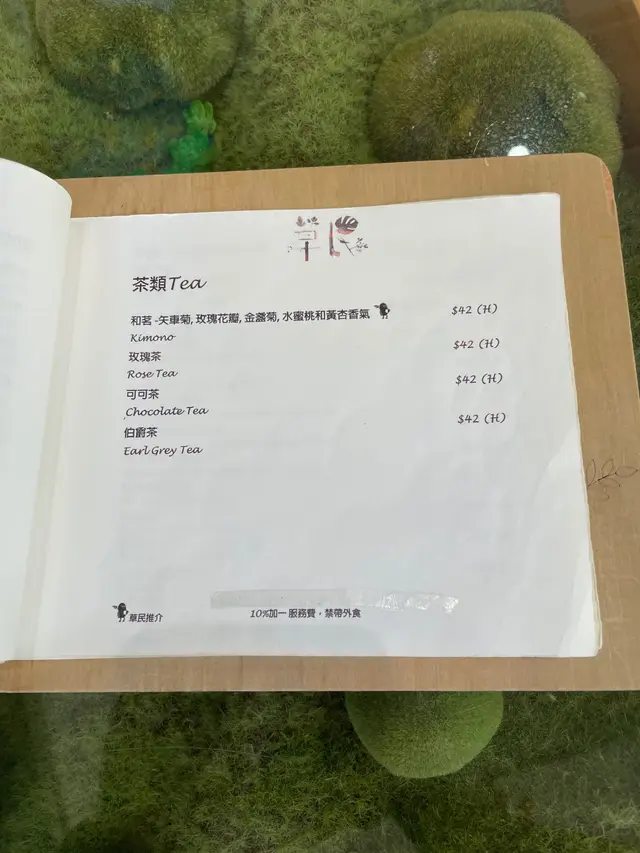 草民
茶類Tea
和茗 -矢車菊, 玫瑰花瓣, 金盞菊, 水蜜桃和黃杏香氣 $42 (H)
Kimono
玫瑰茶 $42 (H)
Rose Tea
可可茶 $42 (H)
Chocolate Tea
伯爵茶 $42 (H)
Earl Grey Tea
草民推介
10%加一服務費，禁帶外食